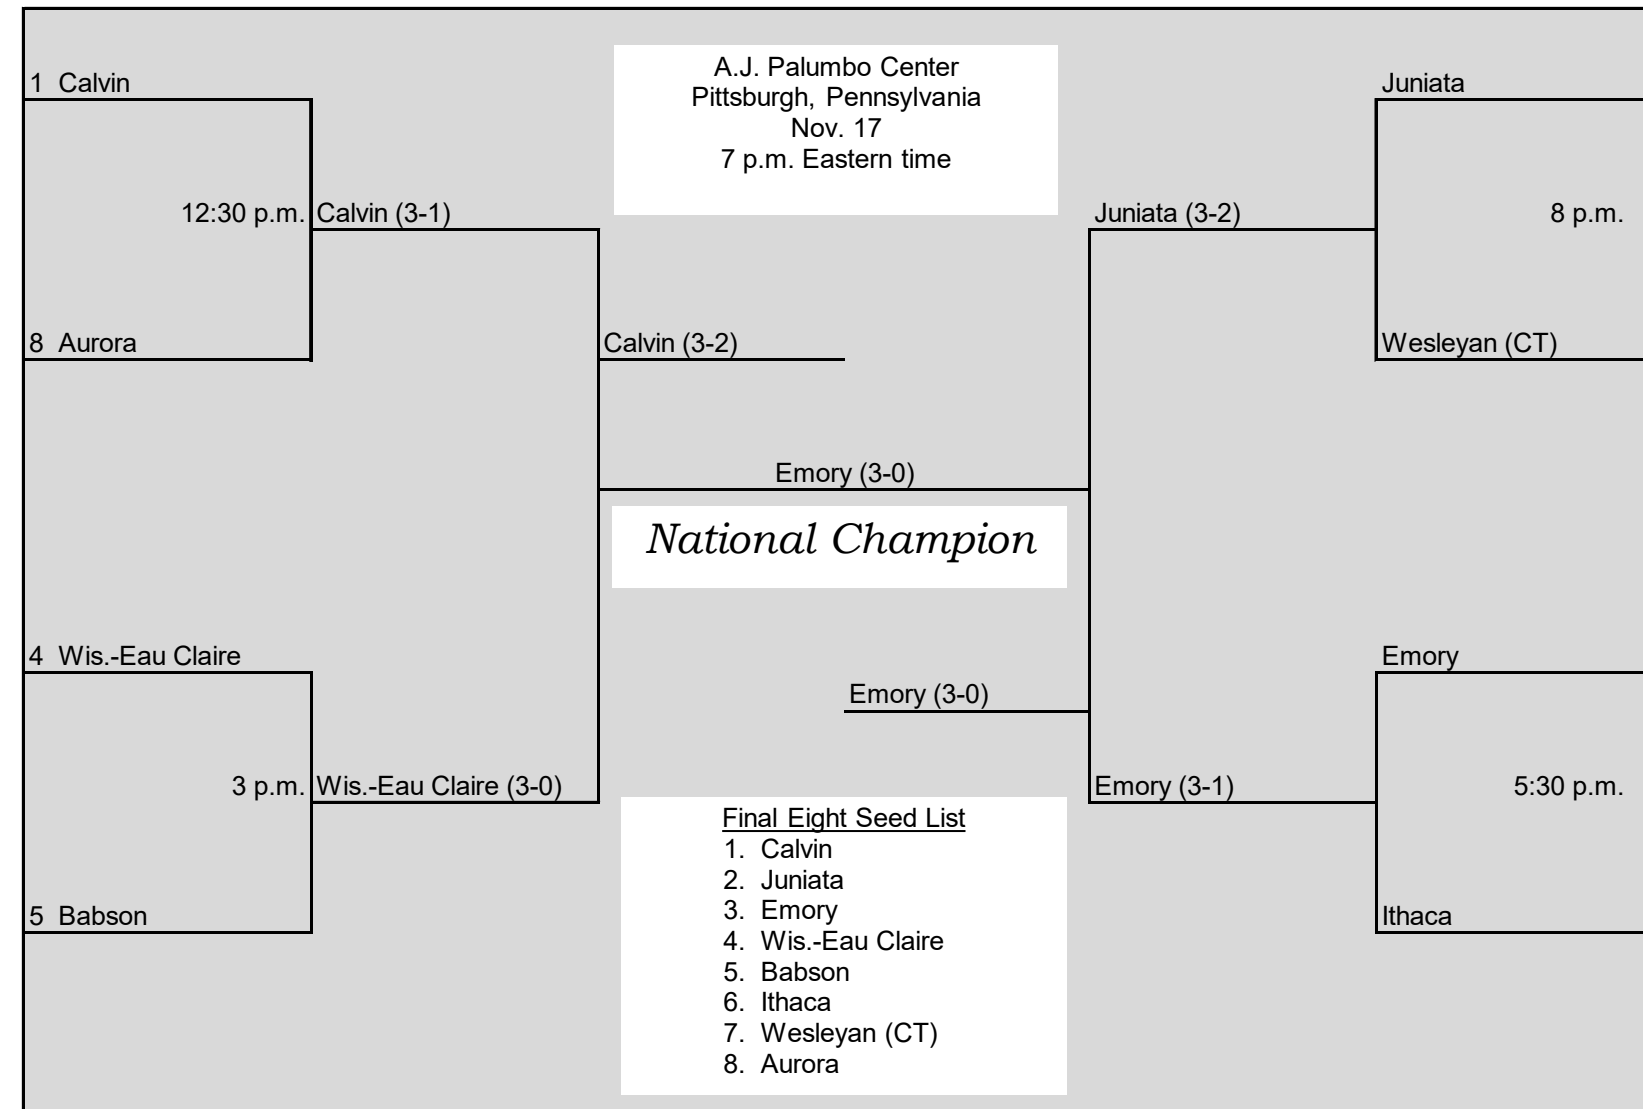 A.J. Palumbo Center
Pittsburgh, Pennsylvania
Nov. 17
7 p.m. Eastern time
1 Calvin
Juniata
12:30 p.m.
Calvin (3-1)
Juniata (3-2)
8 p.m.
8 Aurora
Calvin (3-2)
Wesleyan (CT)
Emory (3-0)
National Champion
4 Wis.-Eau Claire
Emory
Emory (3-0)
3 p.m.
Wis.-Eau Claire (3-0)
Emory (3-1)
5:30 p.m.
5 Babson
Ithaca
Final Eight Seed List
1. Calvin
2. Juniata
3. Emory
4. Wis.-Eau Claire
5. Babson
6. Ithaca
7. Wesleyan (CT)
8. Aurora